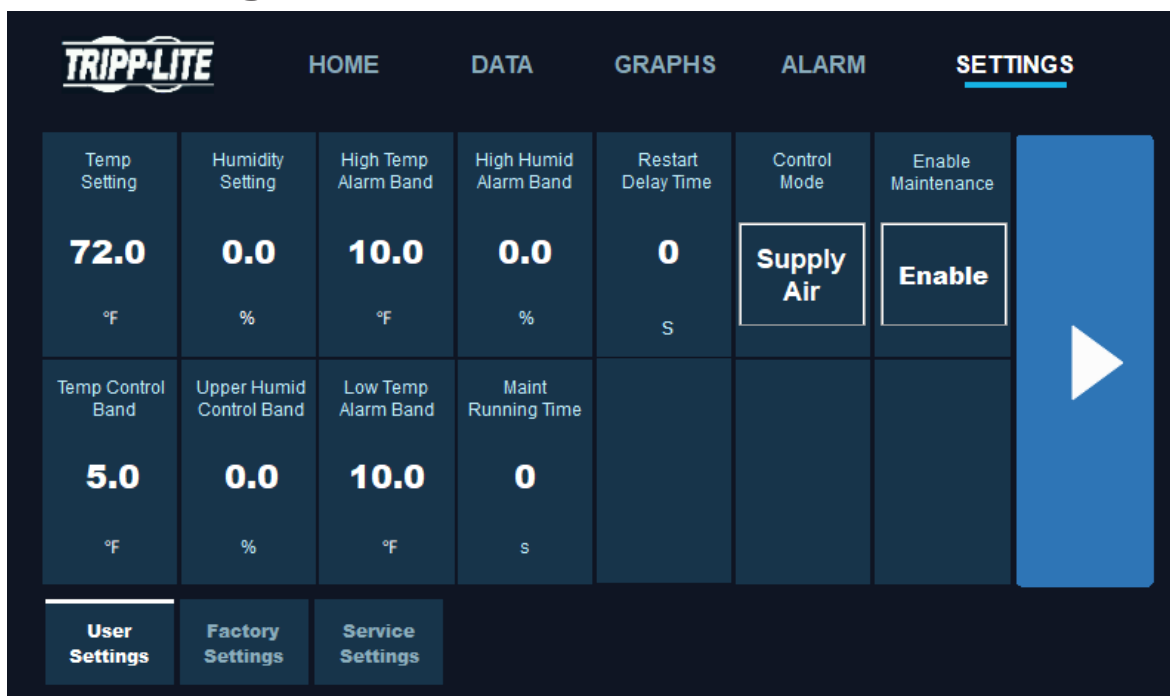 TRIPP·LITE HOME DATA GRAPHS ALARM SETTINGS
Temp Humidity High Temp High Humid Restart Control Enable
Setting Setting Alarm Band Alarm Band Delay Time Mode Maintenance
72.0 0.0 10.0 0.0 0 Supply Enable
Air
°F % °F % S
Temp Control Upper Humid Low Temp Maint
Band Control Band Alarm Band Running Time
5.0 0.0 10.0 0
°F % °F s
User Factory Service
Settings Settings Settings